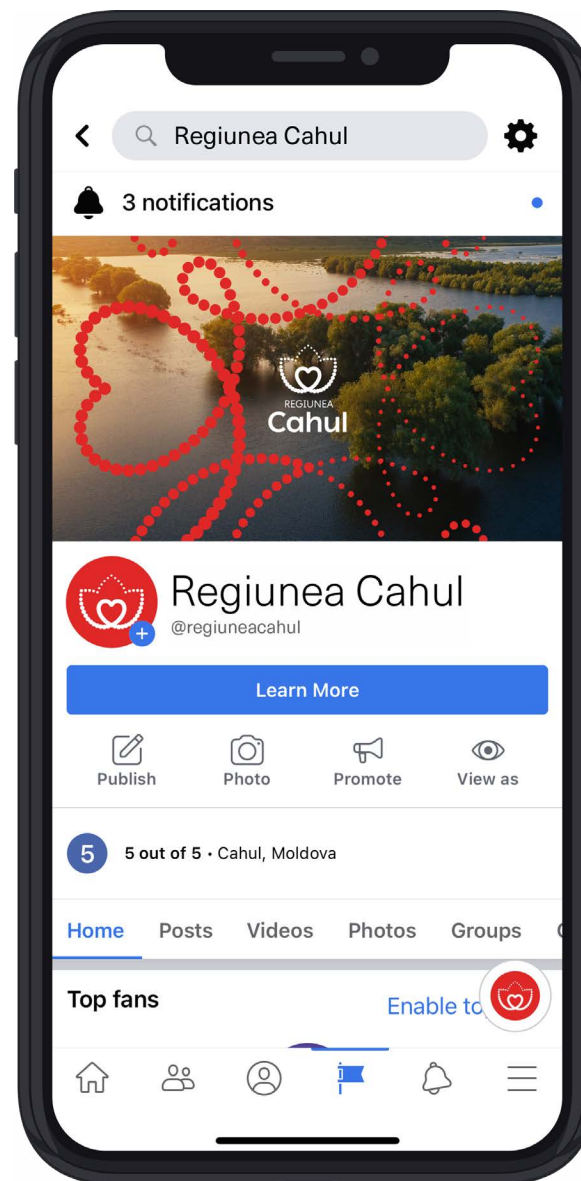 Regiunea Cahul
3 notifications
REGIUNEA
Cahul
Regiunea Cahul
@regiuneacahul
Learn More
Publish Photo Promote View as
5 5 out of 5 · Cahul, Moldova
Home Posts Videos Photos Groups
Top fans Enable to